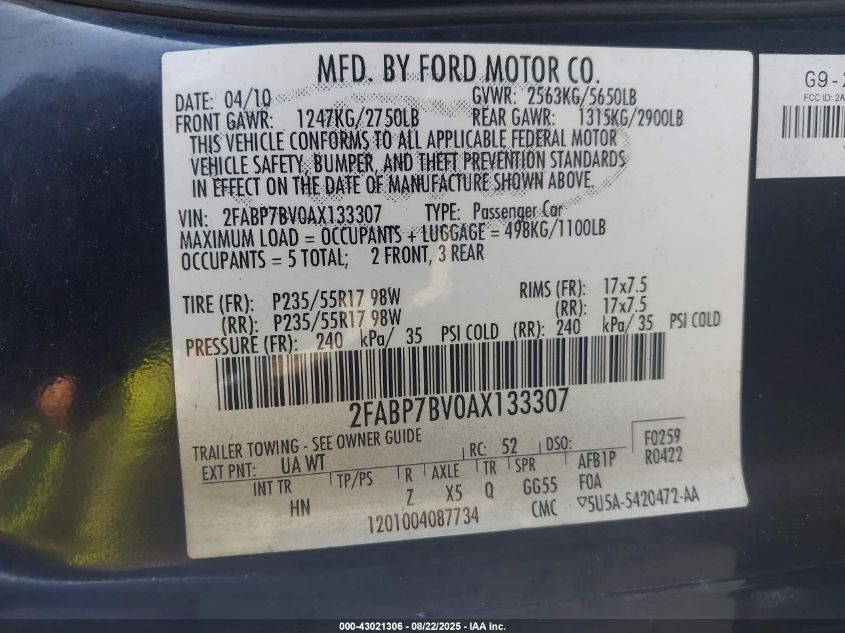 MFD. BY FORD MOTOR CO.
DATE: 04/10 GVWR: 2563KG/5650LB
FRONT GAWR: 1247KG/2750LB REAR GAWR: 1315KG/2900LB
THIS VEHICLE CONFORMS TO ALL APPLICABLE FEDERAL MOTOR
VEHICLE SAFETY, BUMPER, AND THEFT PREVENTION STANDARDS
IN EFFECT ON THE DATE OF MANUFACTURE SHOWN ABOVE.
VIN: 2FABP7BV0AX133307 TYPE: Passenger Car
MAXIMUM LOAD = OCCUPANTS + LUGGAGE = 498KG/1100LB
OCCUPANTS = 5 TOTAL; 2 FRONT, 3 REAR
TIRE (FR): P235/55R17 98W RIMS (FR): 17x7.5
(RR): P235/55R17 98W (RR): 17x7.5
PRESSURE (FR): 240 kPa/ 35 PSI COLD (RR): 240 kPa/ 35 PSI COLD
2FABP7BV0AX133307
TRAILER TOWING - SEE OWNER GUIDE RC: 52 DSO: F0259
EXT PNT: UA WT R0422
INT TR TP/PS R AXLE TR SPR AFB1P
HN Z X5 Q GG55 FOA
1201004087734 CMC ▽5U5A-5420472-AA
G9-2
FCC ID: 2A
000-43021306 - 08/22/2025 - IAA Inc.